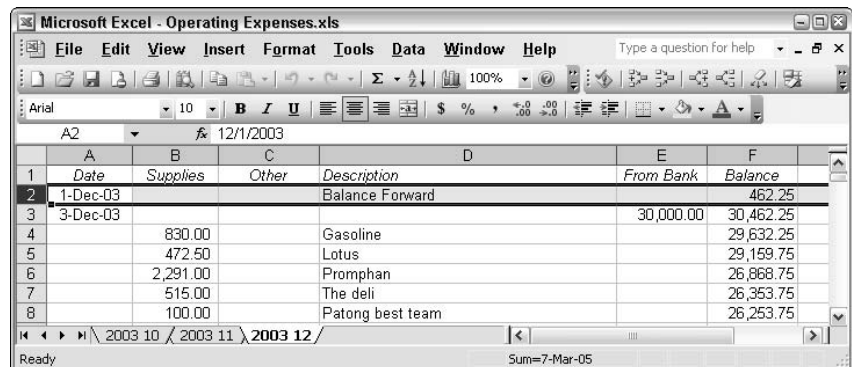 Microsoft Excel - Operating Expenses.xls
File Edit View Insert Format Tools Data Window Help Type a question for help
100%
Arial 10 B I U $ % ,
A2 fx 12/1/2003
A B C D E F
1 Date Supplies Other Description From Bank Balance
2 1-Dec-03 Balance Forward 462.25
3 3-Dec-03 30,000.00 30,462.25
4 830.00 Gasoline 29,632.25
5 472.50 Lotus 29,159.75
6 2,291.00 Promphan 26,868.75
7 515.00 The deli 26,353.75
8 100.00 Patong best team 26,253.75
2003 10 / 2003 11 \ 2003 12 /
Ready Sum=7-Mar-05